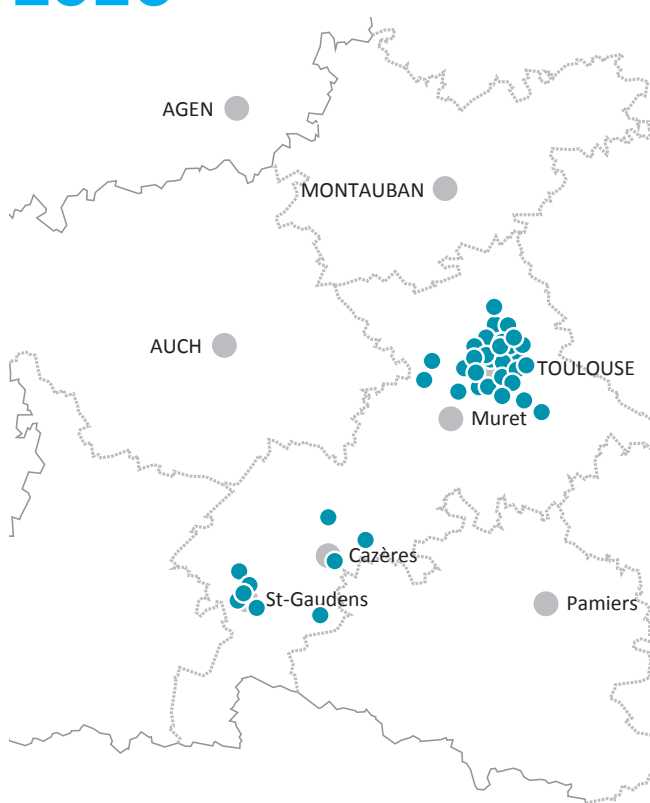 AGEN
MONTAUBAN
AUCH
TOULOUSE
Muret
Cazères
St-Gaudens
Pamiers